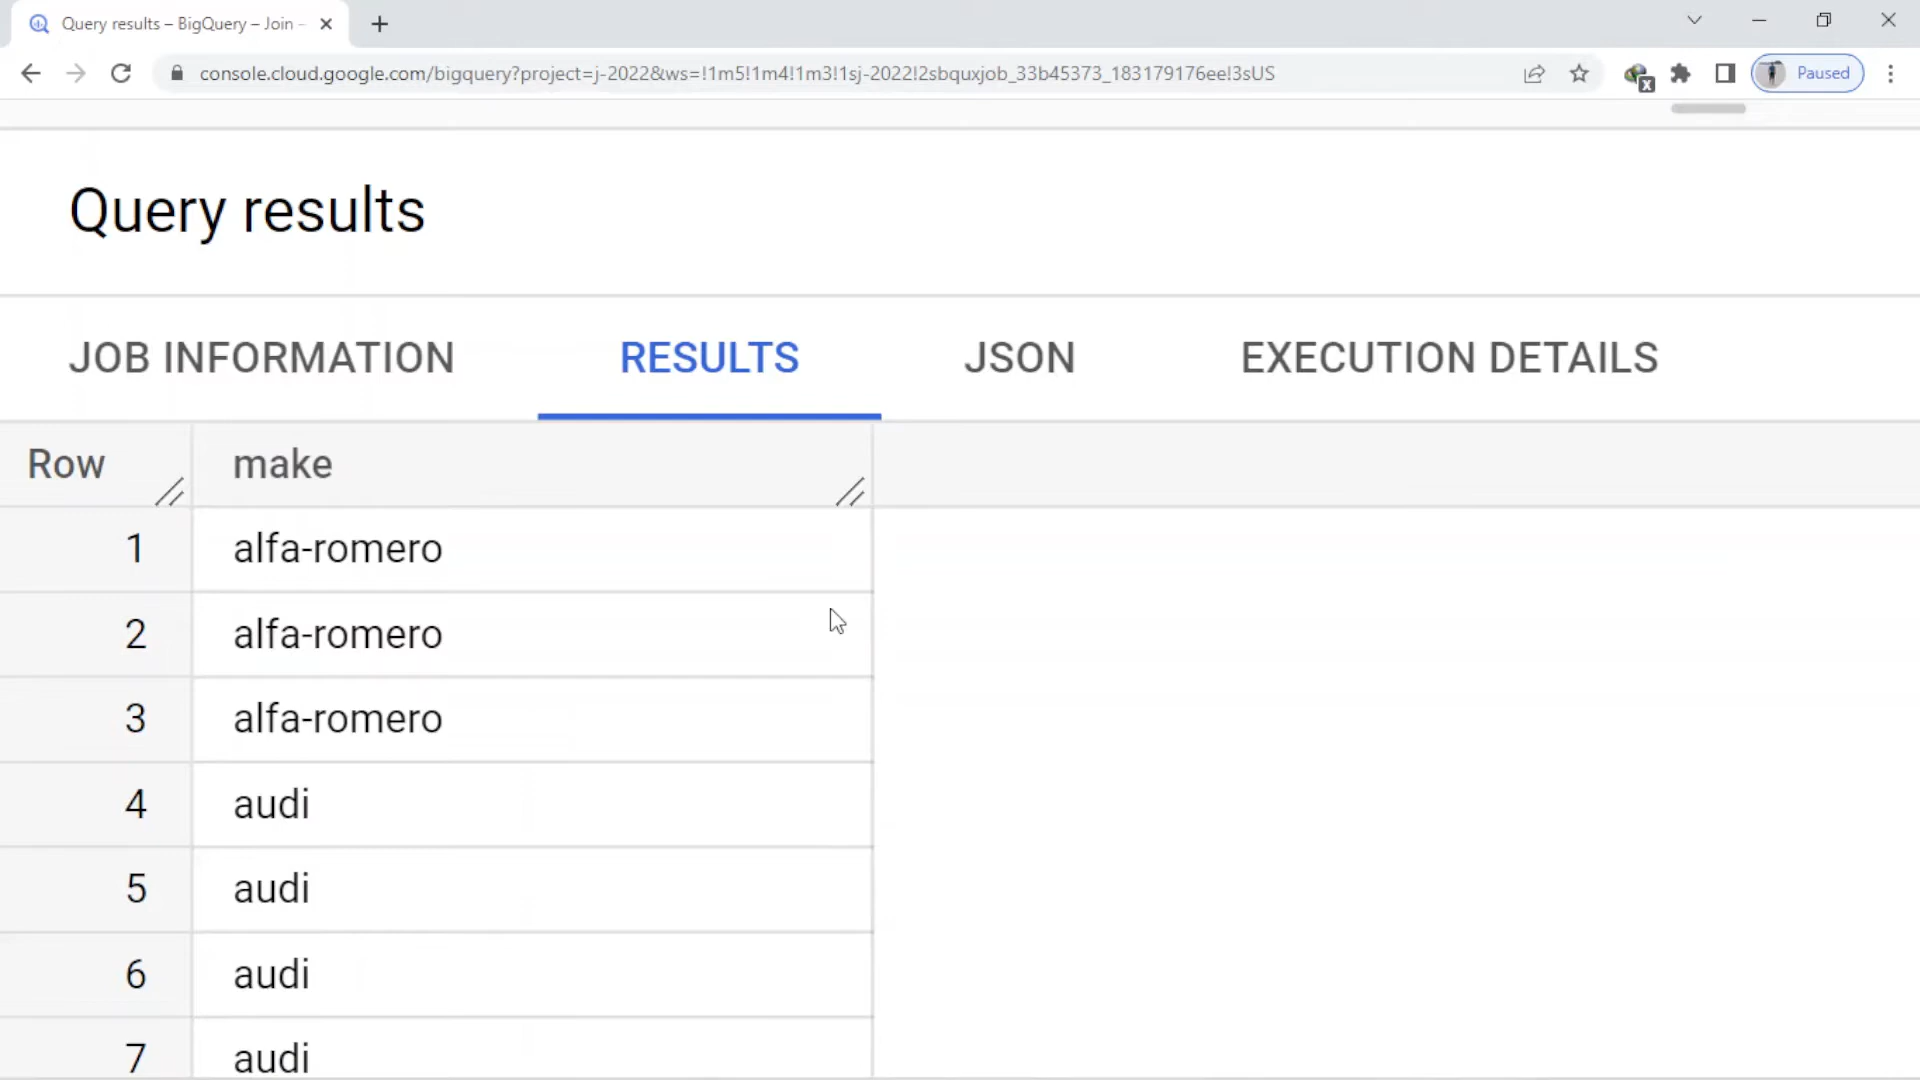 Query results – BigQuery – Join –
console.cloud.google.com/bigquery?project=j-2022&ws=!1m5!1m4!1m3!1sj-2022!2sbquxjob_33b45373_183179176ee!3sUS
x
Paused
Query results
JOB INFORMATION RESULTS JSON EXECUTION DETAILS
Row make
1 alfa-romero
2 alfa-romero
3 alfa-romero
4 audi
5 audi
6 audi
7 audi